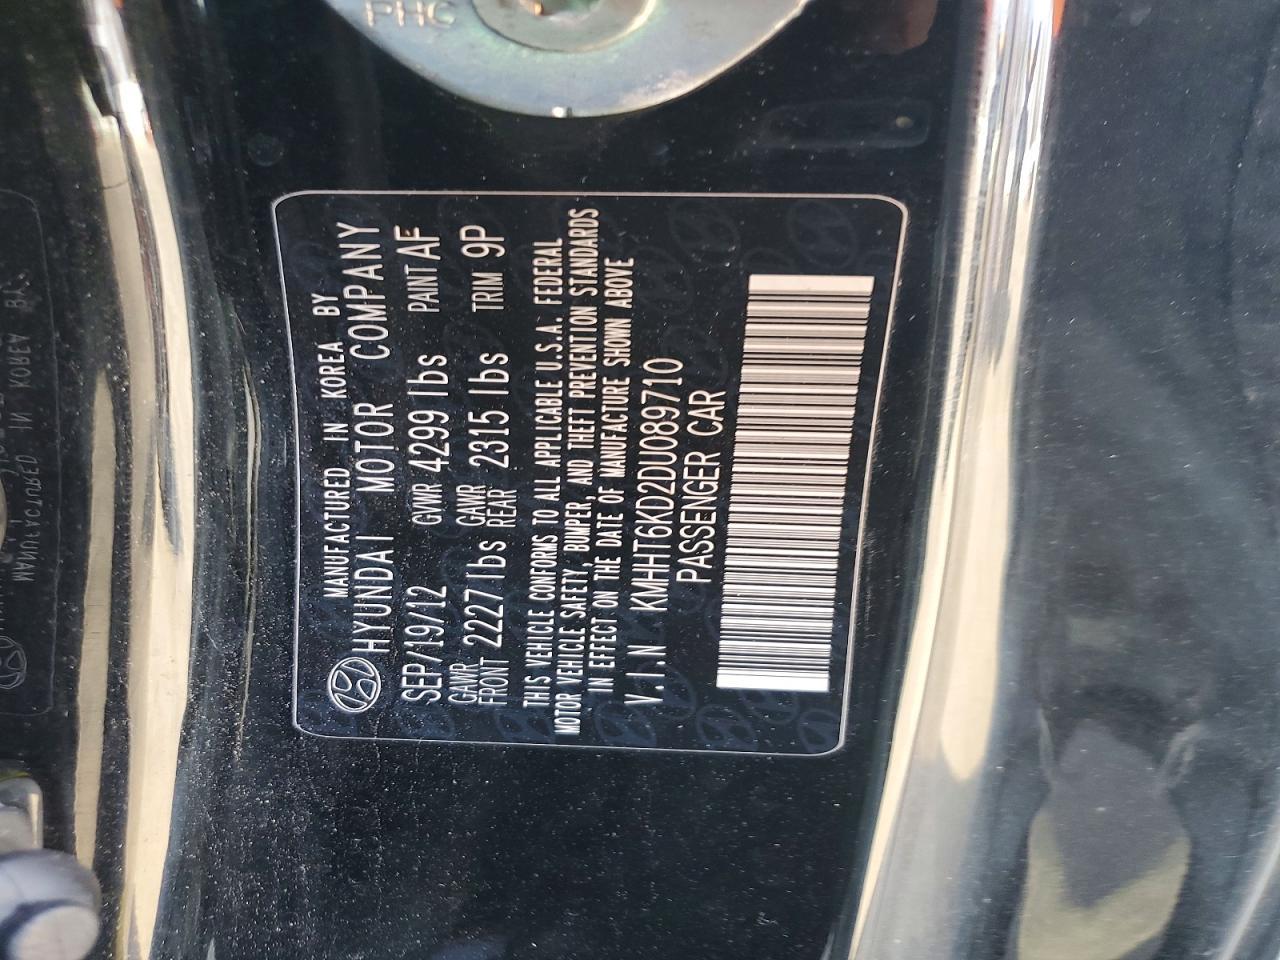 PHC
MANUFACTURED IN KOREA BY
HYUNDAI MOTOR COMPANY
SEP/19/12 GVWR 4299 lbs PAINT AF
GAWR FRONT 2227 lbs GAWR REAR 2315 lbs TRIM 9P
THIS VEHICLE CONFORMS TO ALL APPLICABLE U.S.A. FEDERAL
MOTOR VEHICLE SAFETY, BUMPER, AND THEFT PREVENTION STANDARDS
IN EFFECT ON THE DATE OF MANUFACTURE SHOWN ABOVE
V.I.N KMHHT6KD2DU089710
PASSENGER CAR